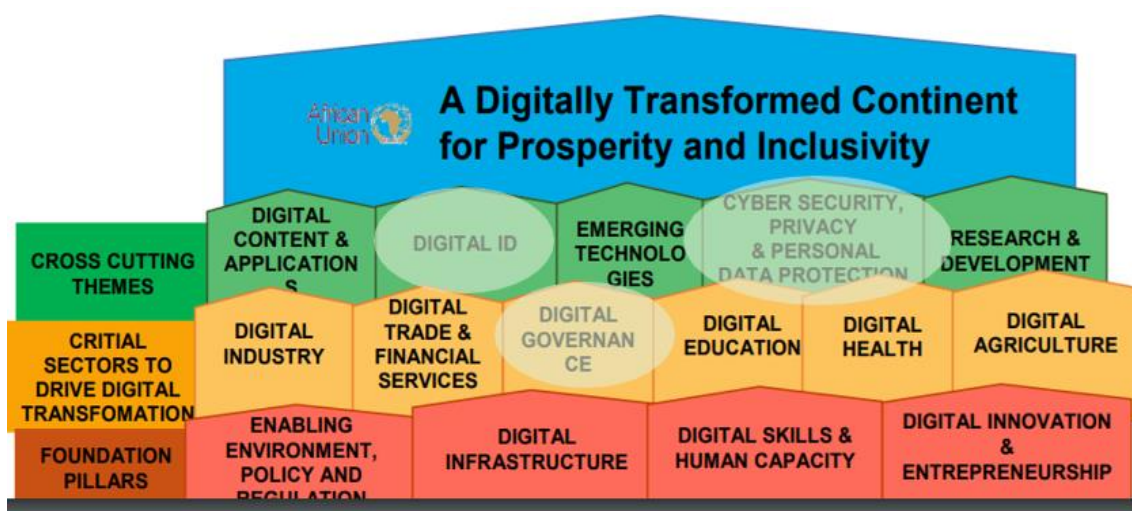 African
Union
A Digitally Transformed Continent
for Prosperity and Inclusivity
CROSS CUTTING
THEMES
DIGITAL
CONTENT &
APPLICATION
S
DIGITAL ID
EMERGING
TECHNOLO
GIES
CYBER SECURITY,
PRIVACY
& PERSONAL
DATA PROTECTION
RESEARCH &
DEVELOPMENT
CRITIAL
SECTORS TO
DRIVE DIGITAL
TRANSFOMATION
DIGITAL
INDUSTRY
DIGITAL
TRADE &
FINANCIAL
SERVICES
DIGITAL
GOVERNAN
CE
DIGITAL
EDUCATION
DIGITAL
HEALTH
DIGITAL
AGRICULTURE
FOUNDATION
PILLARS
ENABLING
ENVIRONMENT,
POLICY AND
REGULATION
DIGITAL
INFRASTRUCTURE
DIGITAL SKILLS &
HUMAN CAPACITY
DIGITAL INNOVATION
&
ENTREPRENEURSHIP